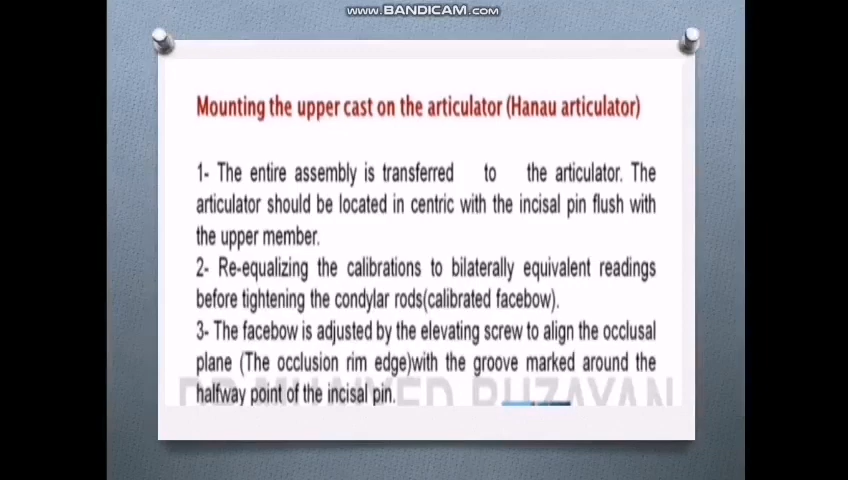 www.BANDICAM.com
Mounting the upper cast on the articulator (Hanau articulator)
1- The entire assembly is transferred to the articulator. The
articulator should be located in centric with the incisal pin flush with
the upper member.
2- Re-equalizing the calibrations to bilaterally equivalent readings
before tightening the condylar rods(calibrated facebow).
3- The facebow is adjusted by the elevating screw to align the occlusal
plane (The occlusion rim edge)with the groove marked around the
halfway point of the incisal pin.